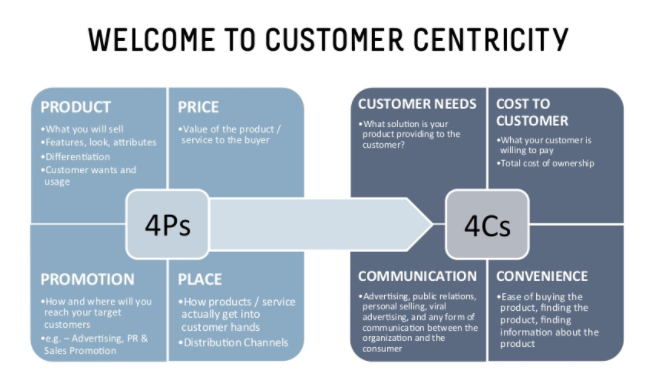 WELCOME TO CUSTOMER CENTRICITY
PRODUCT
•What you will sell
•Features, look, attributes
•Differentiation
•Customer wants and
usage
PRICE
•Value of the product /
service to the buyer
4Ps
PROMOTION
•How and where will you
reach your target
customers
•e.g. – Advertising, PR &
Sales Promotion
PLACE
•How products / service
actually get into
customer hands
•Distribution Channels
CUSTOMER NEEDS
•What solution is your
product providing to the
customer?
COST TO
CUSTOMER
•What your customer is
willing to pay
•Total cost of ownership
4Cs
COMMUNICATION
•Advertising, public relations,
personal selling, viral
advertising, and any form of
communication between the
organization and the
consumer
CONVENIENCE
•Ease of buying the
product, finding the
product, finding
information about the
product